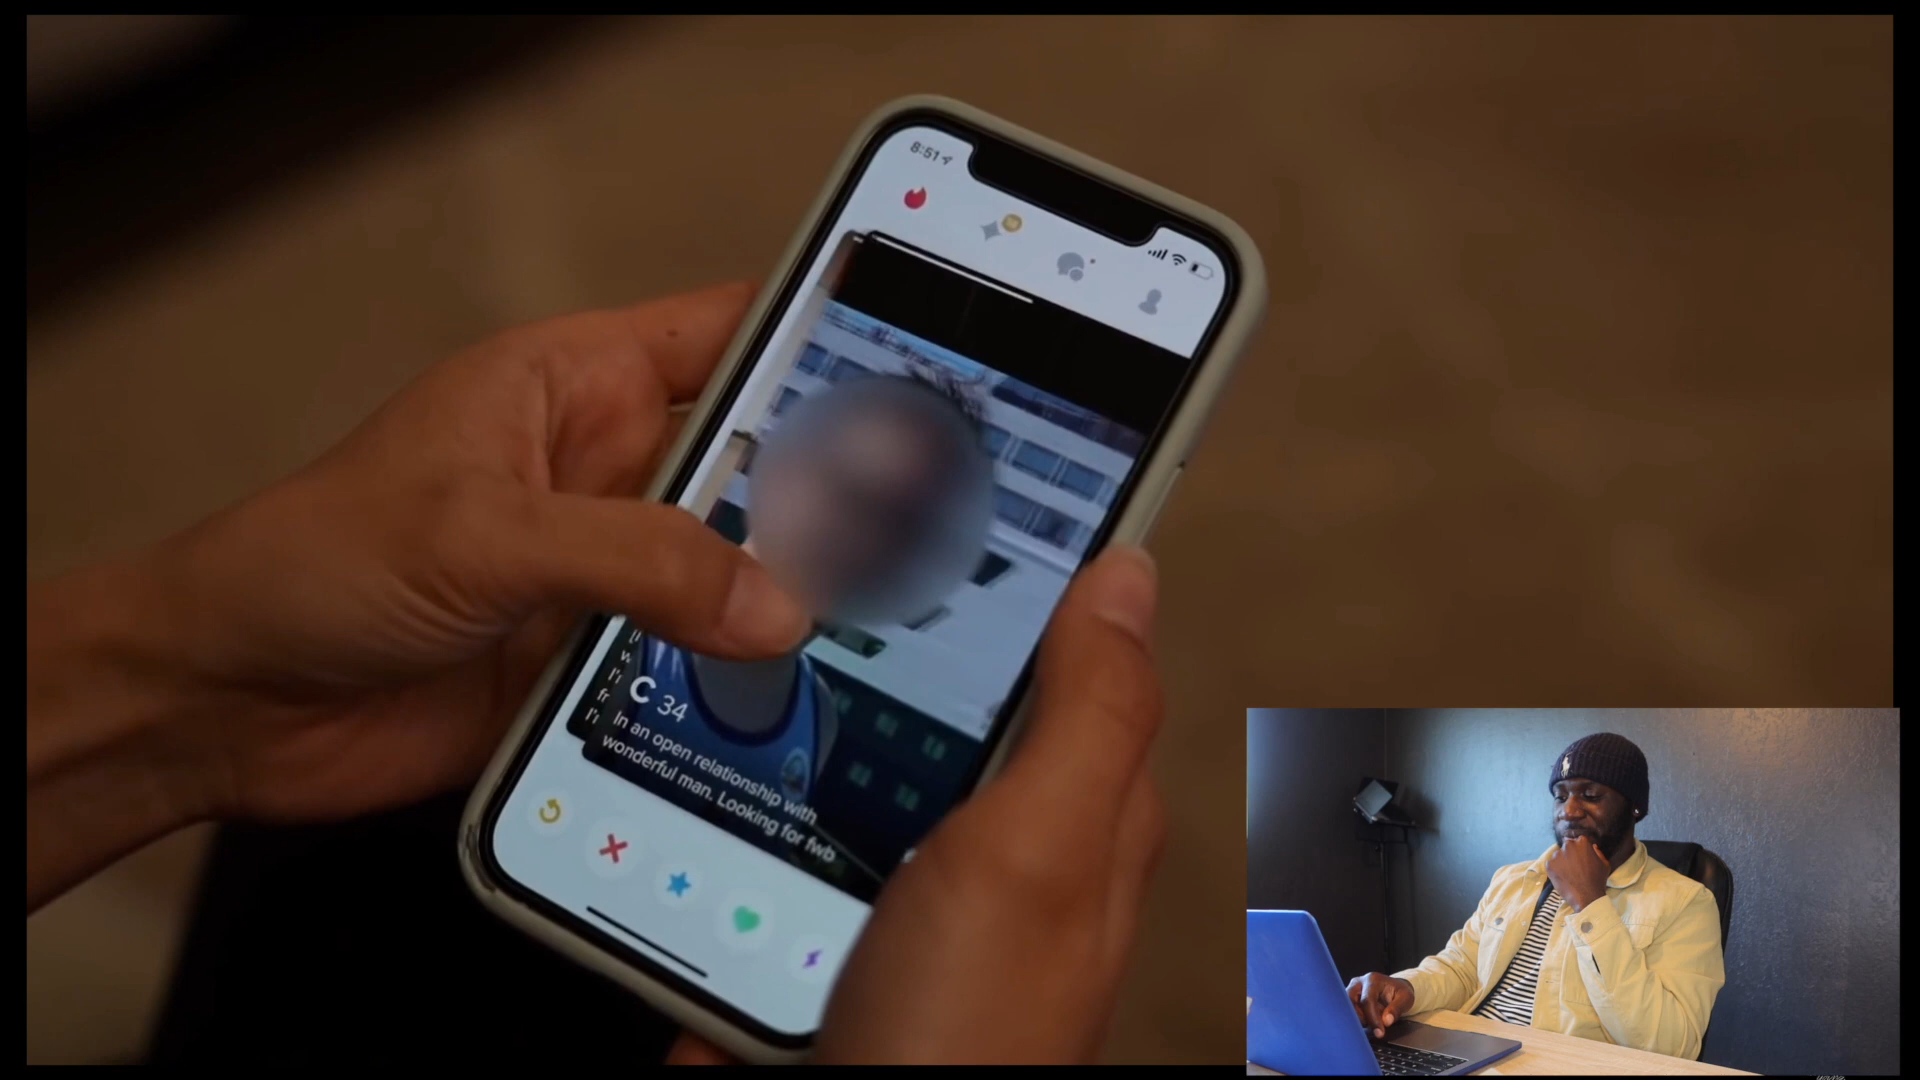 8:51
C 34
In an open relationship with
wonderful man. Looking for fwb